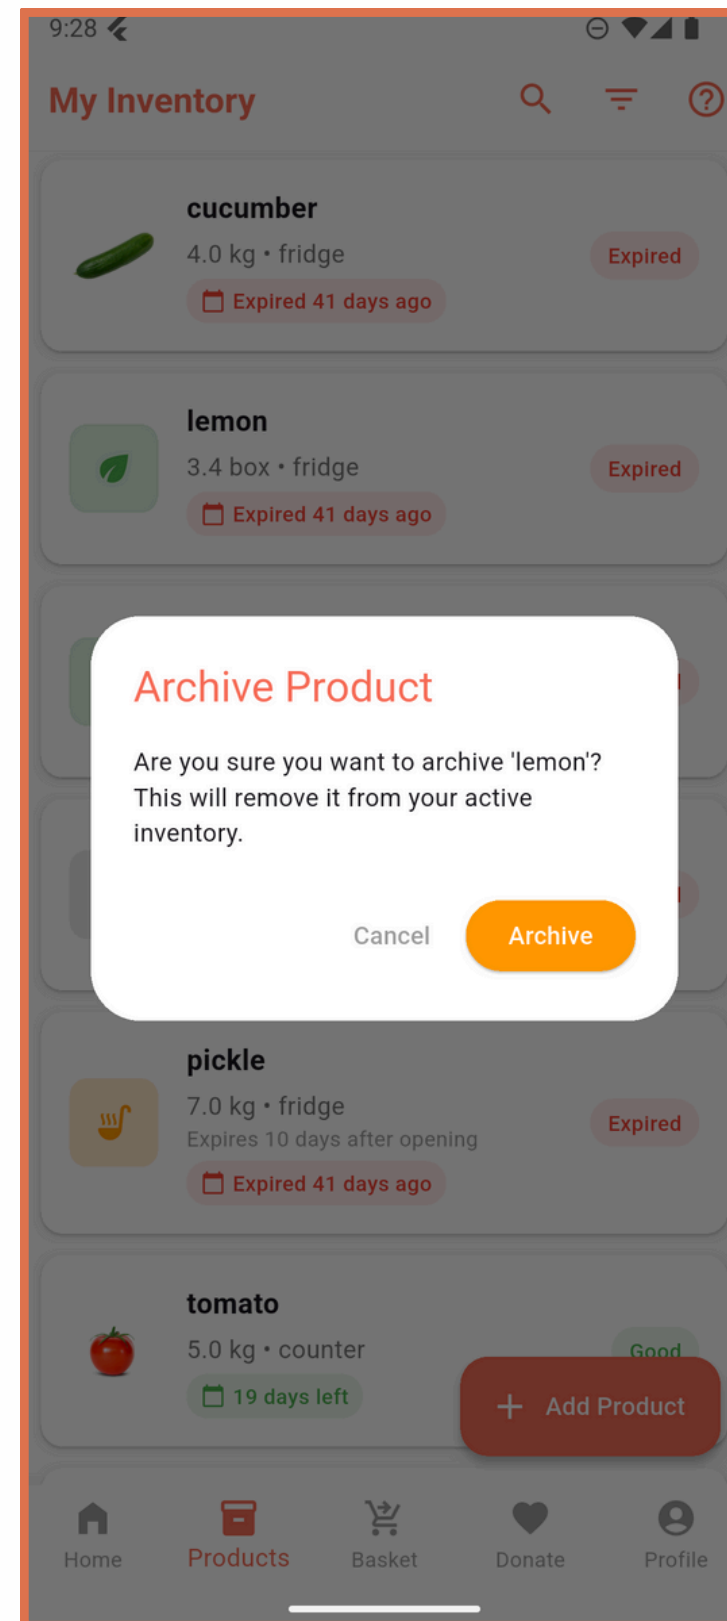 9:28
My Inventory
cucumber
4.0 kg • fridge
Expired
Expired 41 days ago
lemon
3.4 box • fridge
Expired
Expired 41 days ago
Archive Product
Are you sure you want to archive 'lemon'?
This will remove it from your active
inventory.
Cancel
Archive
pickle
7.0 kg • fridge
Expires 10 days after opening
Expired
Expired 41 days ago
tomato
5.0 kg • counter
Good
19 days left
+ Add Product
Home
Products
Basket
Donate
Profile